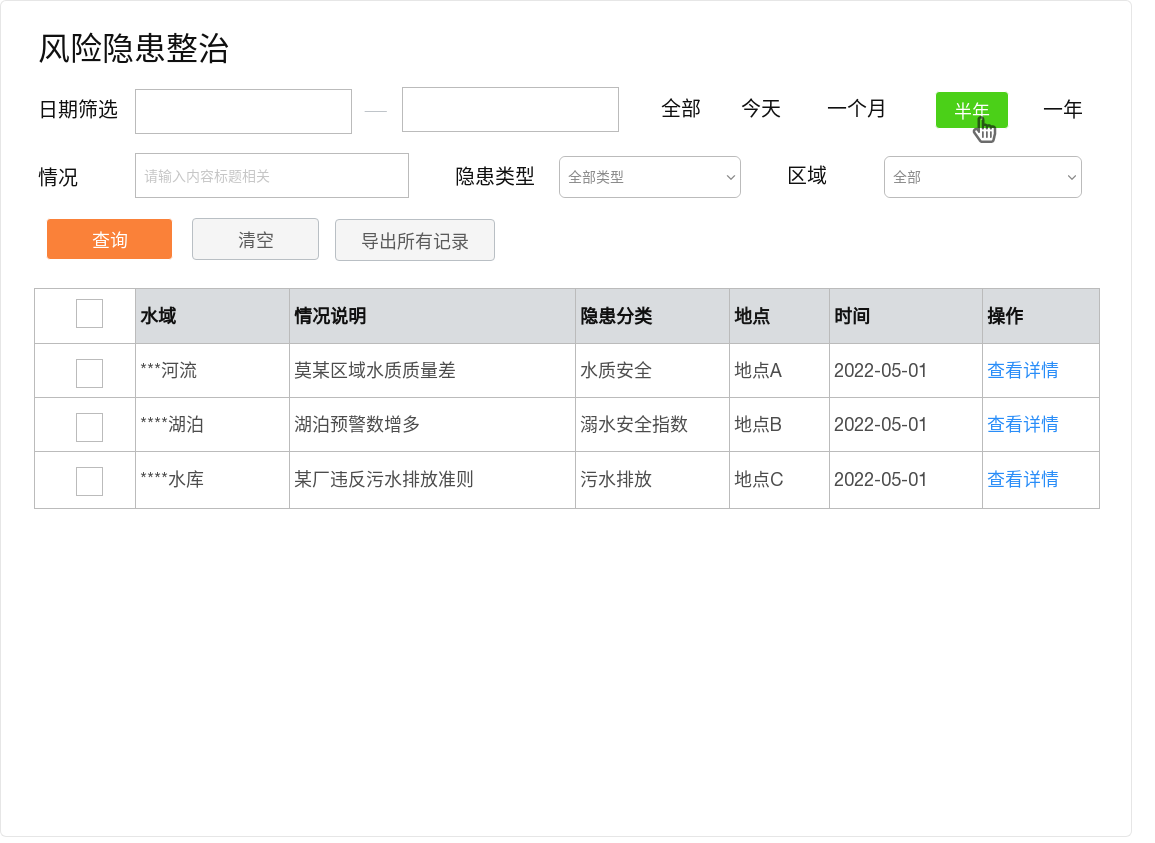 风险隐患整治
日期筛选 — 全部 今天 一个月 半年 一年
情况 请输入内容标题相关 隐患类型 全部类型 区域 全部
查询 清空 导出所有记录
水域 情况说明 隐患分类 地点 时间 操作
***河流 莫某区域水质质量差 水质安全 地点A 2022-05-01 查看详情
****湖泊 湖泊预警数增多 溺水安全指数 地点B 2022-05-01 查看详情
****水库 某厂违反污水排放准则 污水排放 地点C 2022-05-01 查看详情